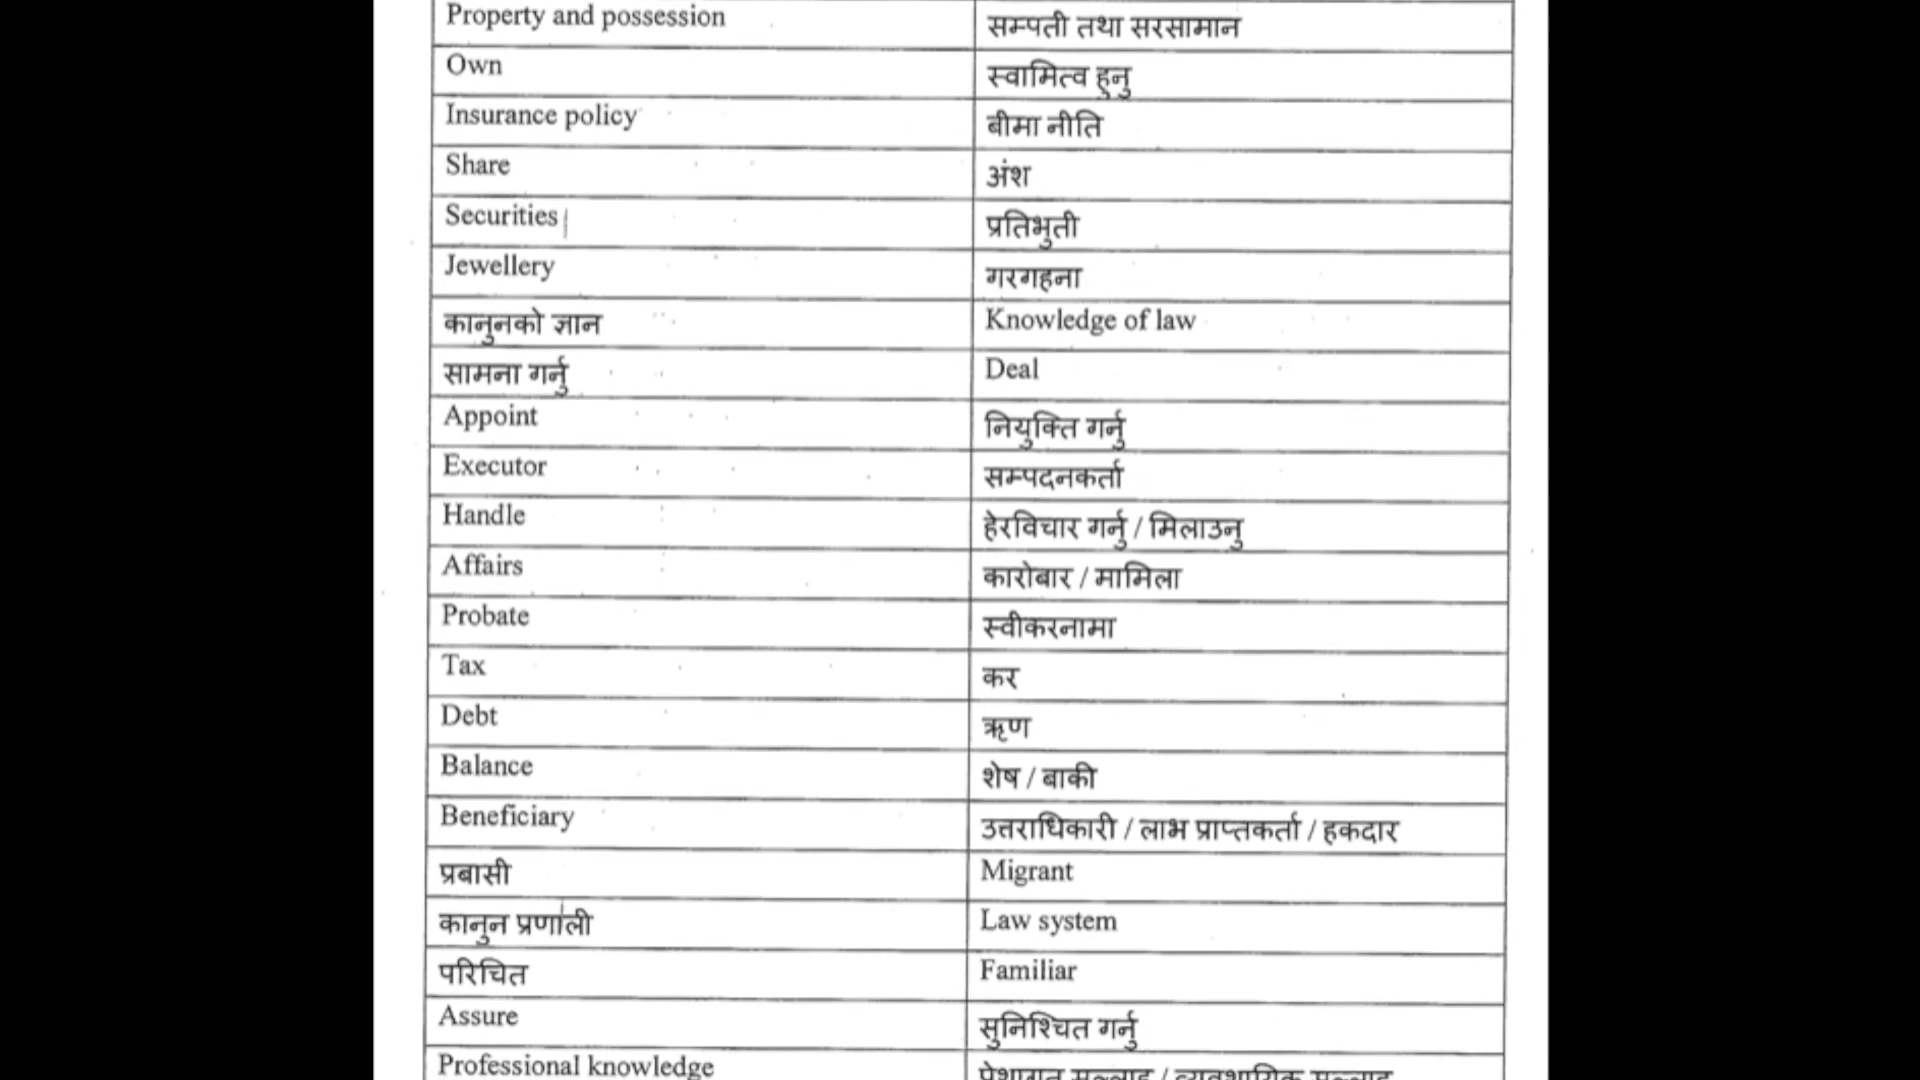 Property and possession सम्पती तथा सरसामान
Own स्वामित्व हुनु
Insurance policy बीमा नीति
Share अंश
Securities प्रतिभुती
Jewellery गरगहना
कानुनको ज्ञान Knowledge of law
सामना गर्नु Deal
Appoint नियुक्ति गर्नु
Executor सम्पदनकर्ता
Handle हेरविचार गर्नु / मिलाउनु
Affairs कारोबार / मामिला
Probate स्वीकरनामा
Tax कर
Debt ऋण
Balance शेष / बाकी
Beneficiary उत्तराधिकारी / लाभ प्राप्तकर्ता / हकदार
प्रबासी Migrant
कानुन प्रणाली Law system
परिचित Familiar
Assure सुनिश्चित गर्नु
Professional knowledge